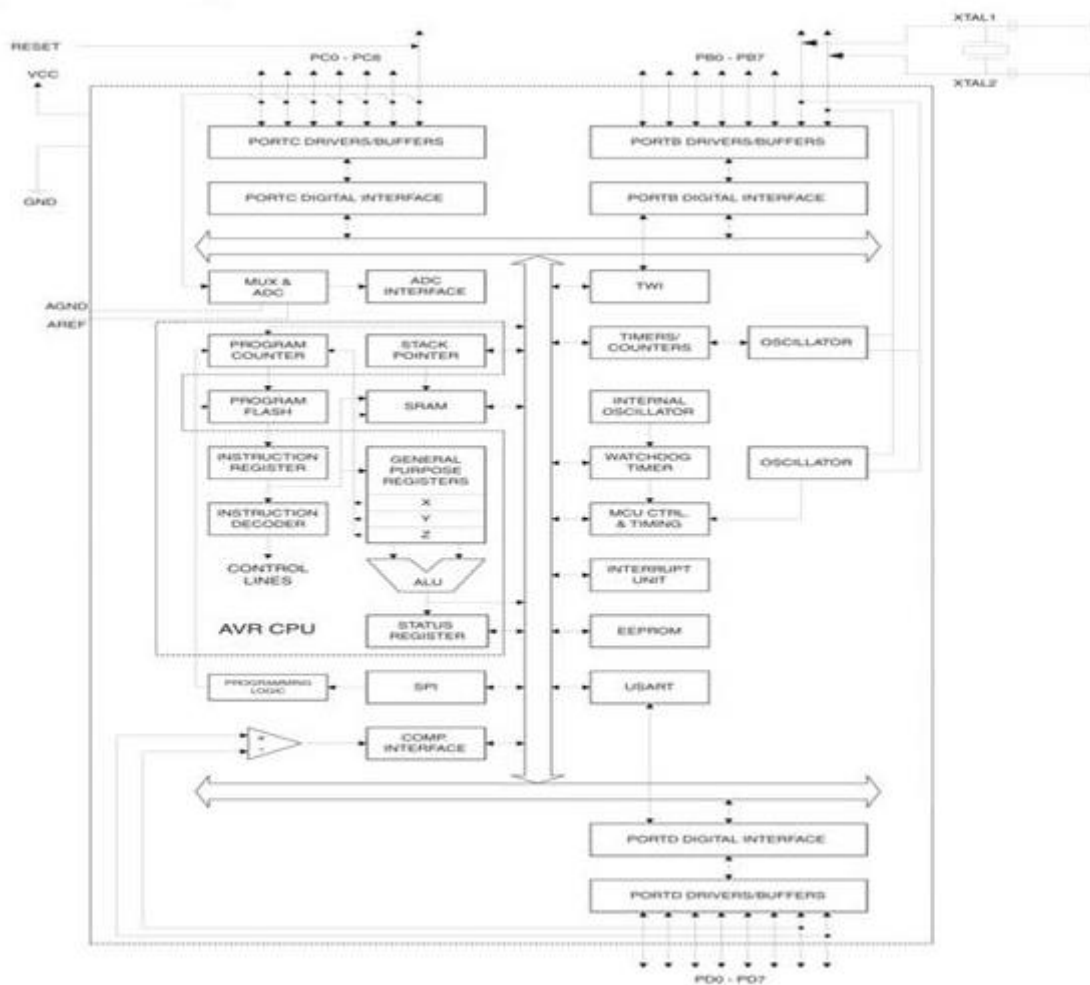 XTAL1
RESET
PC0 - PC6
PB0 - PB7
VCC
XTAL2
PORTC DRIVERS/BUFFERS
PORTB DRIVERS/BUFFERS
PORTC DIGITAL INTERFACE
PORTB DIGITAL INTERFACE
GND
MUX &
ADC
ADC
INTERFACE
TWI
AGND
AREF
PROGRAM
COUNTER
STACK
POINTER
TIMERS/
COUNTERS
OSCILLATOR
PROGRAM
FLASH
SRAM
INTERNAL
OSCILLATOR
INSTRUCTION
REGISTER
GENERAL
PURPOSE
REGISTERS
WATCHDOG
TIMER
OSCILLATOR
X
INSTRUCTION
DECODER
Y
MCU CTRL.
& TIMING
Z
CONTROL
LINES
ALU
INTERRUPT
UNIT
AVR CPU
STATUS
REGISTER
EEPROM
PROGRAMMING
LOGIC
SPI
USART
+
-
COMP.
INTERFACE
PORTD DIGITAL INTERFACE
PORTD DRIVERS/BUFFERS
PD0 - PD7